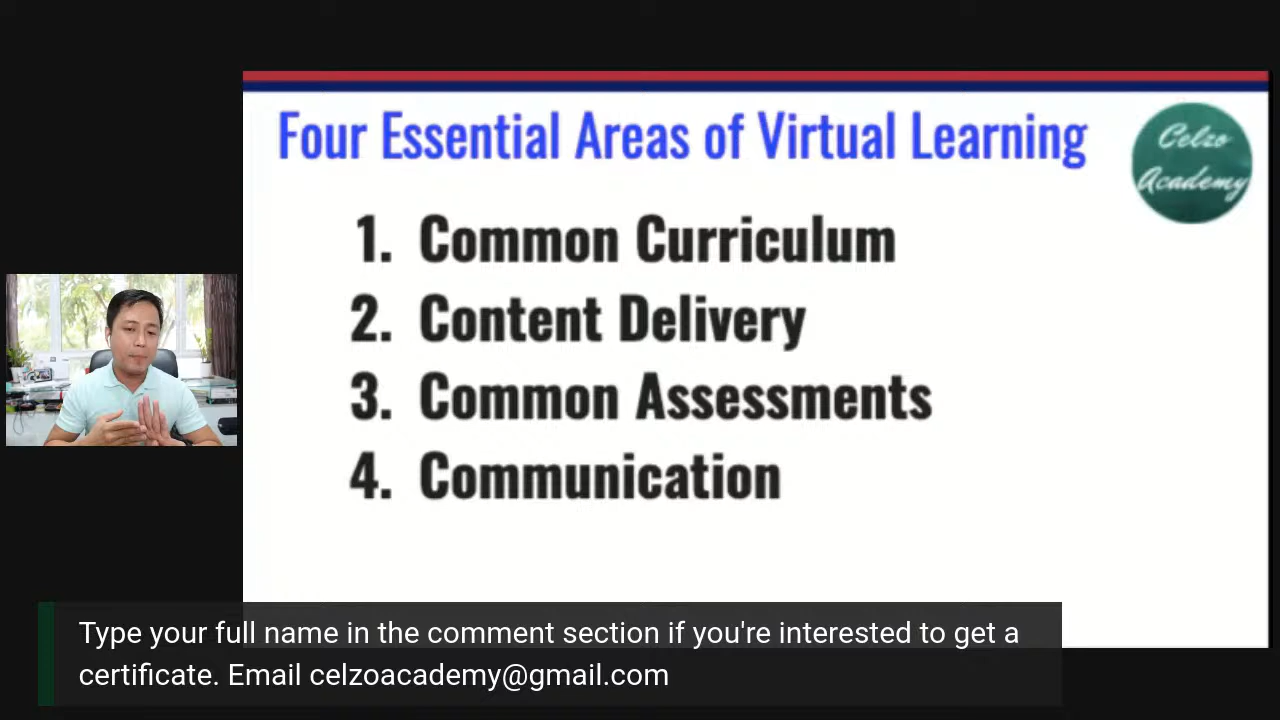 Four Essential Areas of Virtual Learning
Celzo
Academy
1. Common Curriculum
2. Content Delivery
3. Common Assessments
4. Communication
Type your full name in the comment section if you're interested to get a
certificate. Email celzoacademy@gmail.com